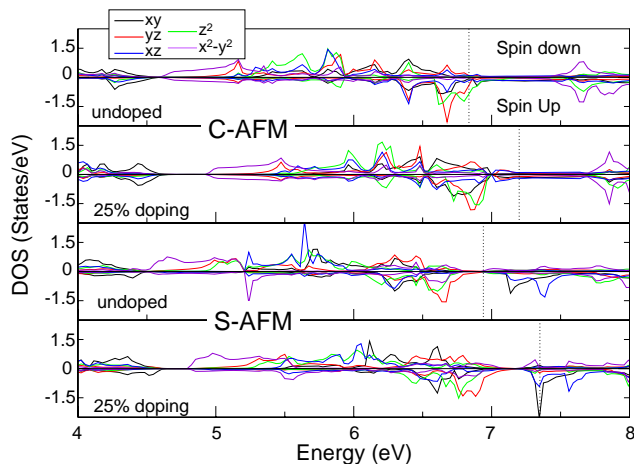 xy
yz
xz
z²
x²-y²
1.5
0
-1.5
Spin down
Spin Up
undoped
C-AFM
1.5
0
-1.5
25% doping
1.5
0
-1.5
undoped
S-AFM
1.5
0
-1.5
25% doping
4 5 6 7 8
Energy (eV)
DOS (States/eV)